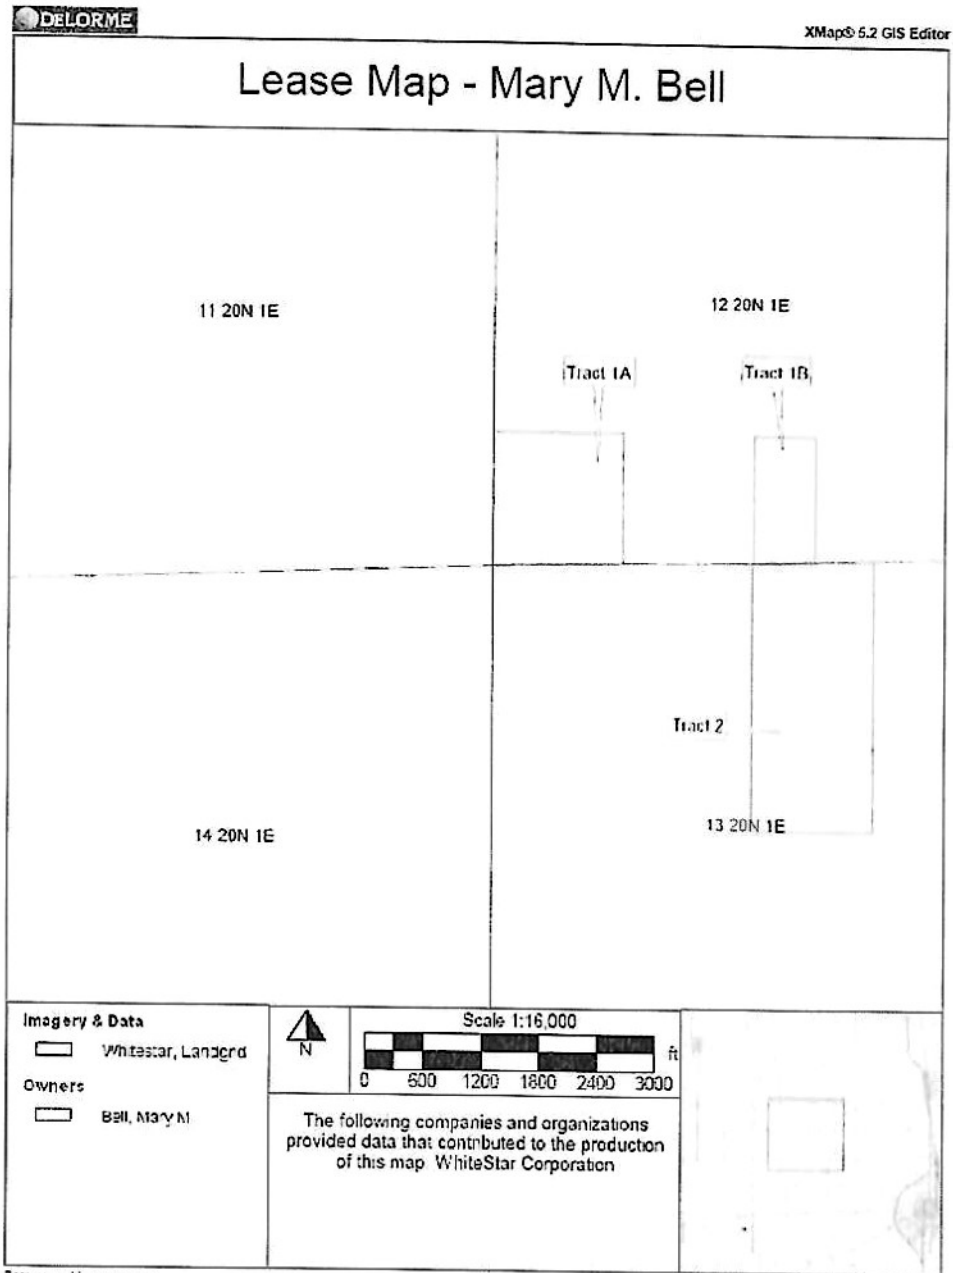 DELORME
XMap® 5.2 GIS Editor
Lease Map - Mary M. Bell
11 20N 1E
12 20N 1E
Tract 1A
Tract 1B
Tract 2
14 20N 1E
13 20N 1E
Imagery & Data
Whitestar, Landgrid
Owners
Bell, Mary M
N
Scale 1:16,000
ft
0 600 1200 1800 2400 3000
The following companies and organizations
provided data that contributed to the production
of this map WhiteStar Corporation